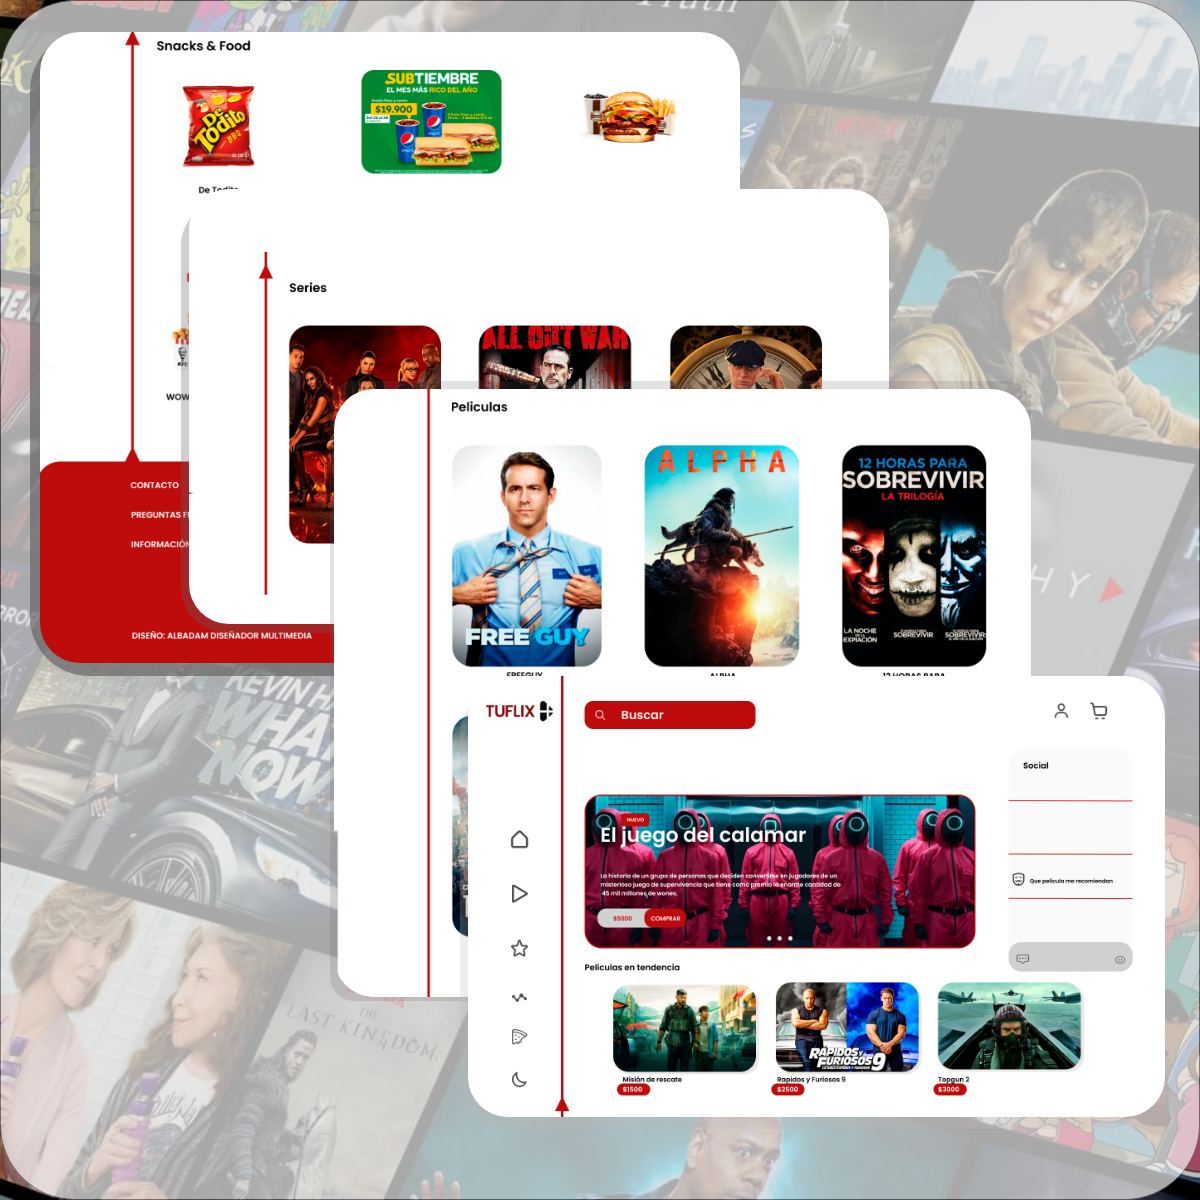 Truth
Snacks & Food
De Todito
BBQ
SUBTIEMBRE
EL MES MÁS RICO DEL AÑO
$19.900
De Todito
KFC
WOW
CONTACTO
PREGUNTAS
INFORMACIÓN
DISEÑO: ALBADAM DISEÑADOR MULTIMEDIA
Series
ALL OUT WAR
Peliculas
FREE GUY
ALPHA
12 HORAS PARA
SOBREVIVIR
LA TRILOGÍA
LA NOCHE
DE LA
EXPIACIÓN
SOBREVIVIR
SOBREVIVIR
FREEGUY
ALPHA
12 HORAS PARA
TUFLIX
Buscar
Social
Que pelicula me recomiendan
NUEVO
El juego del calamar
La historia de un grupo de personas que deciden convertirse en jugadores de un
misterioso juego de supervivencia que tiene como premio la enorme cantidad de
45 mil millones de wones.
$5000
COMPRAR
Peliculas en tendencia
RAPIDOS Y
FURIOSOS 9
Misión de rescate
$1500
Rapidos y Furiosos 9
$2500
Topgun 2
$3000
KEVIN H
WHA
NOW
THE
LAST KINGDOM
HY